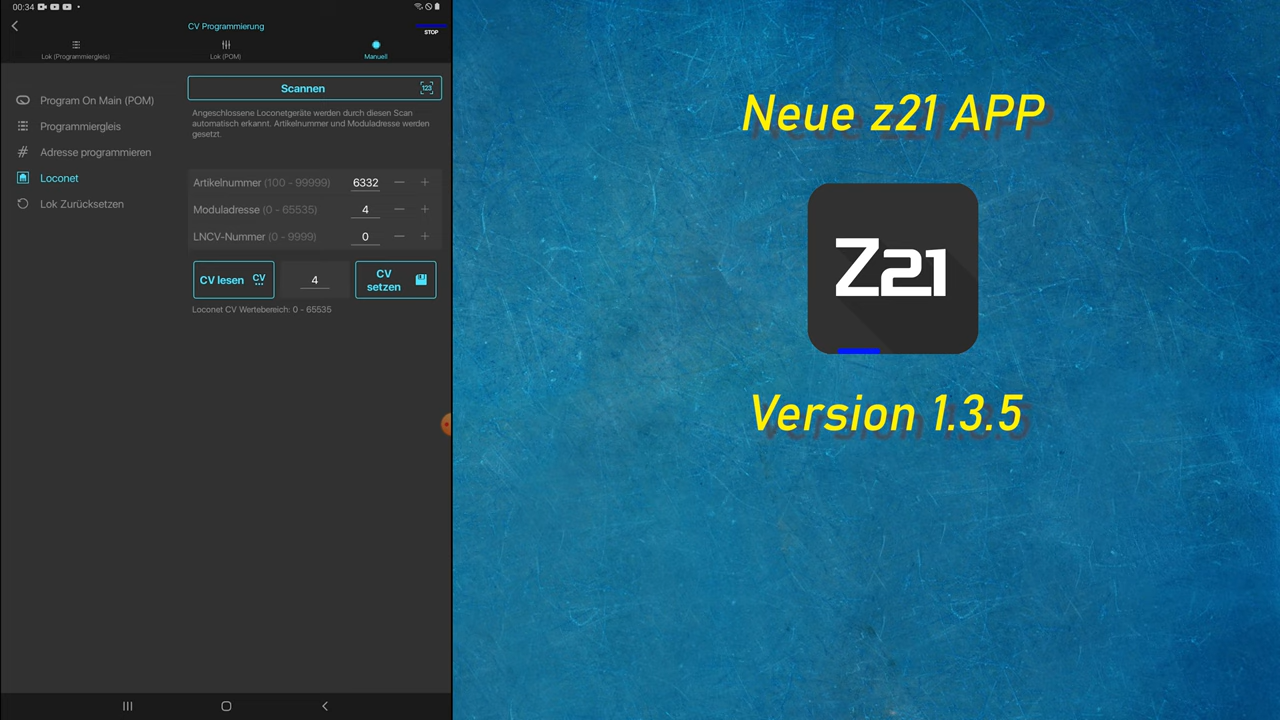 00:34
CV Programmierung
STOP
Lok (Programmiergleis)
Lok (POM)
Manuell
Program On Main (POM)
Programmiergleis
Adresse programmieren
Loconet
Lok Zurücksetzen
Scannen
123
Angeschlossene Loconetgeräte werden durch diesen Scan
automatisch erkannt. Artikelnummer und Moduladresse werden
gesetzt.
Artikelnummer (100 - 99999) 6332 — +
Moduladresse (0 - 65535) 4 — +
LNCV-Nummer (0 - 9999) 0 — +
CV lesen CV 4 CV
setzen
Loconet CV Wertebereich: 0 - 65535
Neue z21 APP
Z21
Version 1.3.5